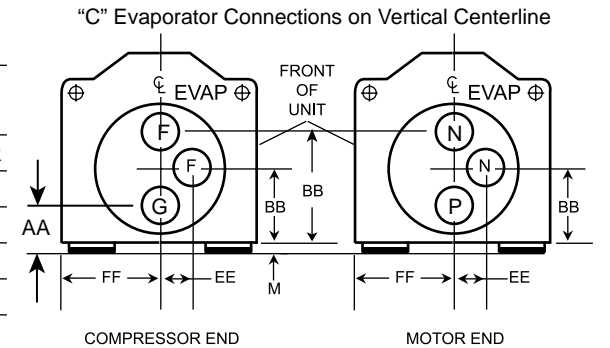 “C” Evaporator Connections on Vertical Centerline
℄ EVAP
FRONT
OF
UNIT
℄ EVAP
F
F
G
N
N
P
AA
BB
BB
BB
FF
EE
M
FF
EE
COMPRESSOR END
MOTOR END